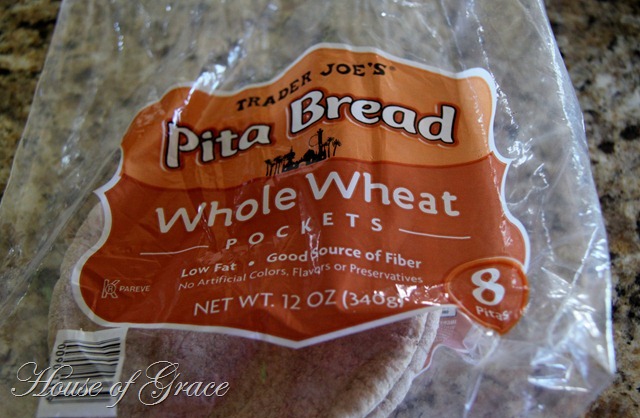 TRADER JOE'S®
Pita Bread
Whole Wheat
POCKETS
Low Fat • Good Source of Fiber
No Artificial Colors, Flavors or Preservatives
NET WT. 12 OZ (340g)
8
Pitas
K PAREVE
House of Grace